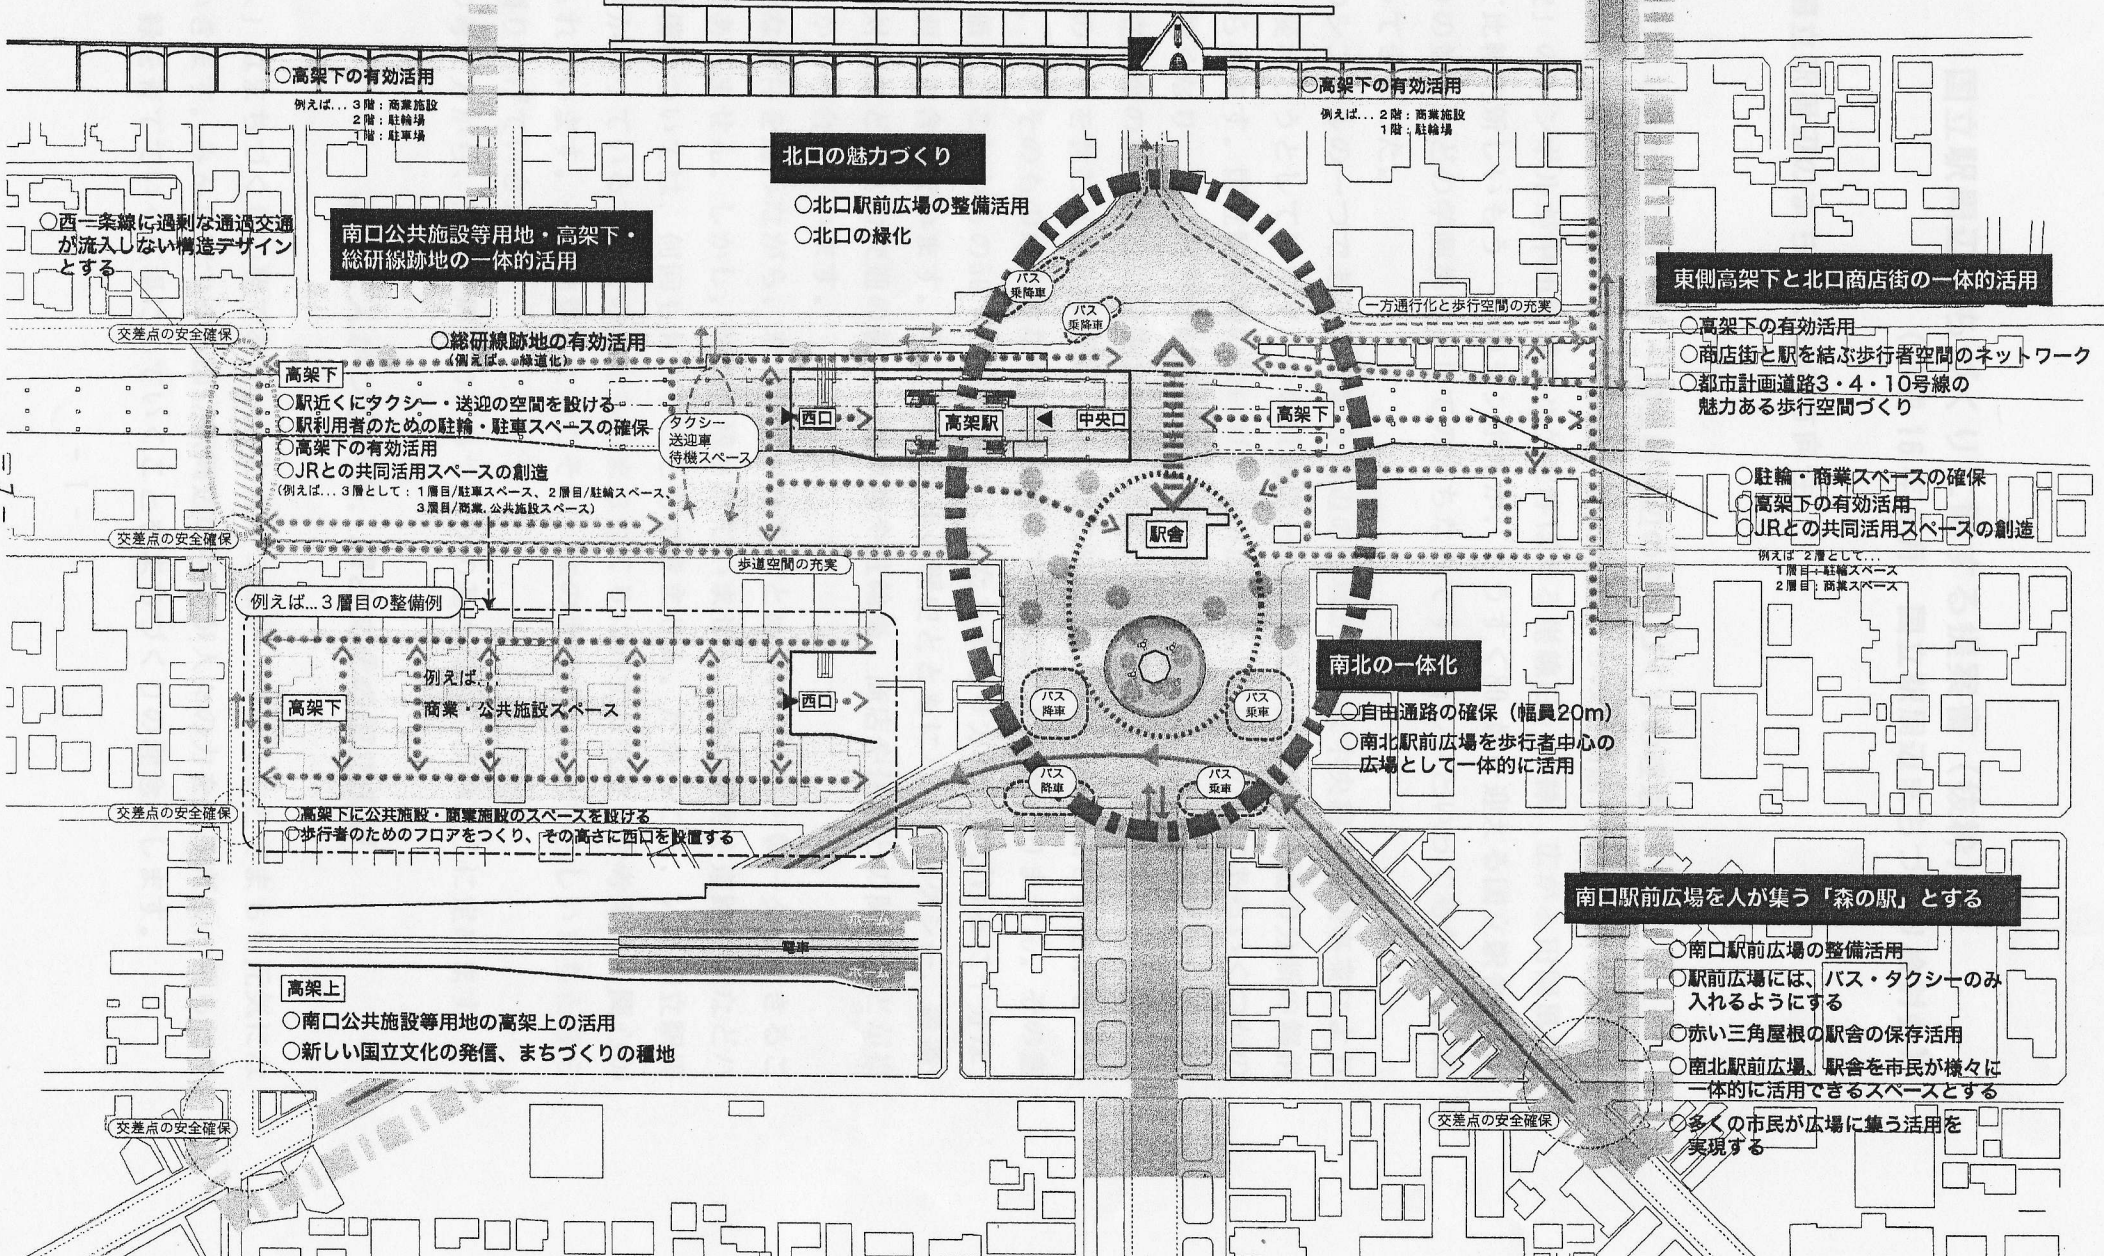 ○高架下の有効活用
例えば…３階：商業施設
２階：駐輪場
１階：駐車場
○高架下の有効活用
例えば…２階：商業施設
１階：駐輪場
北口の魅力づくり
○北口駅前広場の整備活用
○北口の緑化
○西一条線に過剰な通過交通
が流入しない構造デザイン
とする
南口公共施設等用地・高架下・
総研線跡地の一体的活用
東側高架下と北口商店街の一体的活用
○高架下の有効活用
○商店街と駅を結ぶ歩行者空間のネットワーク
○都市計画道路3・4・10号線の
魅力ある歩行空間づくり
バス
乗降車
バス
乗降車
一方通行化と歩行空間の充実
交差点の安全確保
○総研線跡地の有効活用
（例えば…緑道化）
高架下
○駅近くにタクシー・送迎の空間を設ける
○駅利用者のための駐輪・駐車スペースの確保
○高架下の有効活用
○JRとの共同活用スペースの創造
（例えば…３層として：１層目/駐車スペース、２層目/駐輪スペース、
３層目/商業、公共施設スペース）
タクシー
送迎車
待機スペース
西口
高架駅
中央口
高架下
○駐輪・商業スペースの確保
○高架下の有効活用
○JRとの共同活用スペースの創造
例えば ２層として…
１層目：駐輪スペース
２層目：商業スペース
駅舎
交差点の安全確保
歩道空間の充実
例えば…３層目の整備例
例えば…
商業・公共施設スペース
高架下
西口
バス
降車
バス
乗車
バス
降車
バス
乗車
南北の一体化
○自由通路の確保（幅員20m）
○南北駅前広場を歩行者中心の
広場として一体的に活用
交差点の安全確保
○高架下に公共施設・商業施設のスペースを設ける
○歩行者のためのフロアをつくり、その高さに西口を設置する
南口駅前広場を人が集う「森の駅」とする
○南口駅前広場の整備活用
○駅前広場には、バス・タクシーのみ
入れるようにする
○赤い三角屋根の駅舎の保存活用
○南北駅前広場、駅舎を市民が様々に
一体的に活用できるスペースとする
○多くの市民が広場に集う活用を
実現する
ホーム
電車
ホーム
高架上
○南口公共施設等用地の高架上の活用
○新しい国立文化の発信、まちづくりの種地
交差点の安全確保
交差点の安全確保